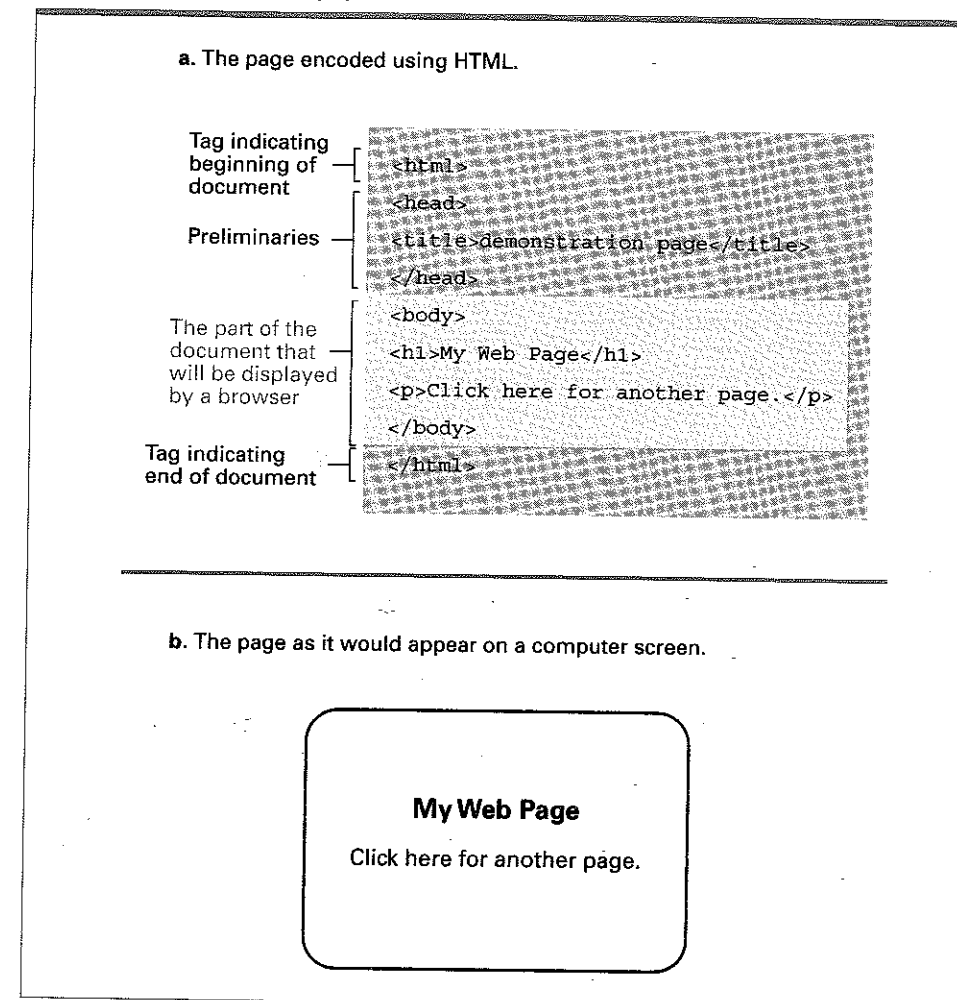 a. The page encoded using HTML.
Tag indicating
beginning of
document
<html>
<head>
Preliminaries
<title>demonstration page</title>
</head>
<body>
The part of the
document that
will be displayed
by a browser
<h1>My Web Page</h1>
<p>Click here for another page.</p>
</body>
Tag indicating
end of document
</html>
b. The page as it would appear on a computer screen.
My Web Page
Click here for another page.